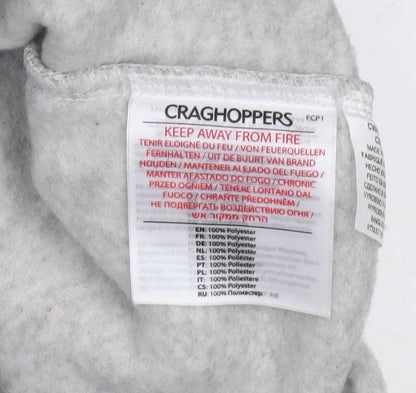 CRAGHOPPERS FCP1
KEEP AWAY FROM FIRE
TENIR ELOIGNÉ DU FEU / VON FEUERQUELLEN
FERNHALTEN / UIT DE BUURT VAN BRAND
HOUDEN / MANTENER ALEJADO DEL FUEGO /
MANTER AFASTADO DO FOGO / CHRONIC
PRZED OGNIEM / TENERE LONTANO DAL
FUOCO / CHRAŇTE PŘEDOHNĚM /
НЕ ПОДВЕРГАТЬ ВОЗДЕЙСТВИЮ ОГНЯ /
הרחק ממקור אש
EN: 100% Polyester
FR: 100% Polyester
DE: 100% Polyester
NL: 100% Polyester
ES: 100% Poliéster
PT: 100% Poliéster
PL: 100% Poliester
IT: 100% Poliestere
CS: 100% Polyester
RU: 100% Полиэстер